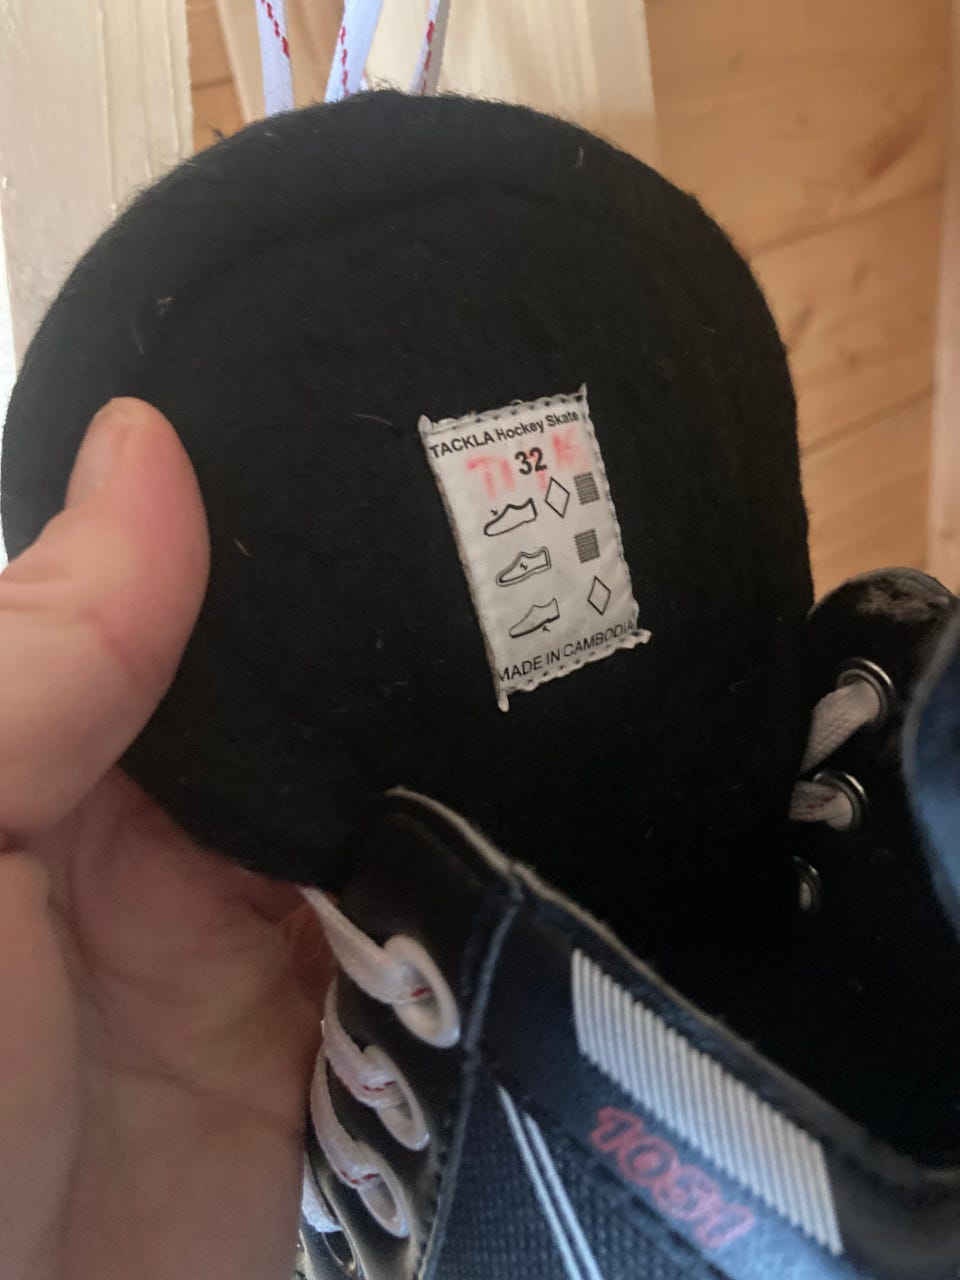 TACKLA Hockey Skate
32
MADE IN CAMBODIA